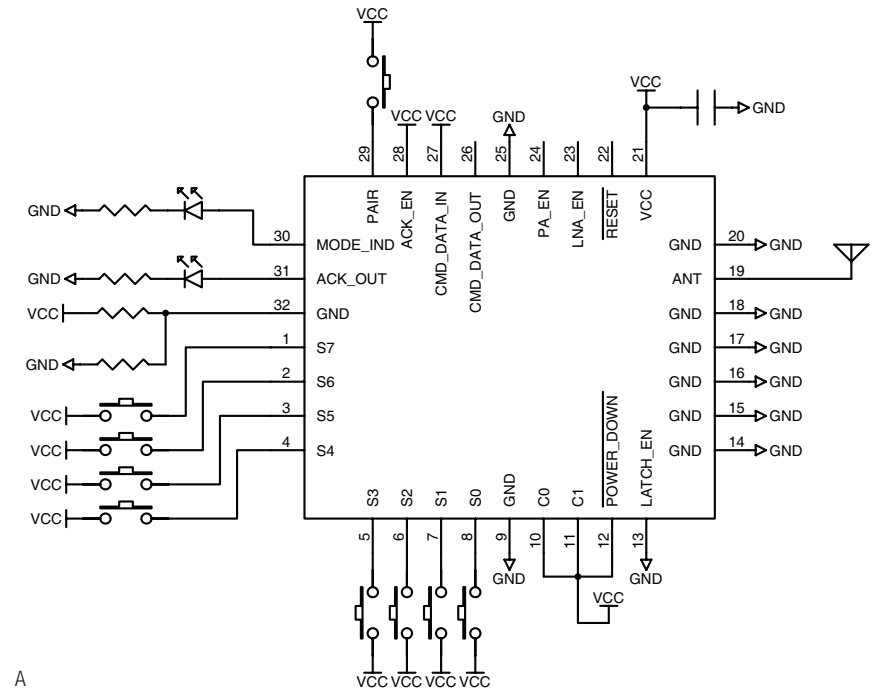 VCC
VCC
VCC VCC
GND
GND
29
28
27
26
25
24
23
22
21
PAIR
ACK_EN
CMD_DATA_IN
CMD_DATA_OUT
GND
PA_EN
LNA_EN
RESET
VCC
GND
30
MODE_IND
GND
20
GND
GND
31
ACK_OUT
ANT
19
VCC
32
GND
GND
18
GND
GND
1
S7
GND
17
GND
2
S6
GND
16
GND
VCC
3
S5
GND
15
GND
VCC
4
S4
GND
14
GND
VCC
VCC
S3
S2
S1
S0
GND
C0
C1
POWER_DOWN
LATCH_EN
5
6
7
8
9
10
11
12
13
GND
GND
VCC
VCC VCC VCC VCC
A